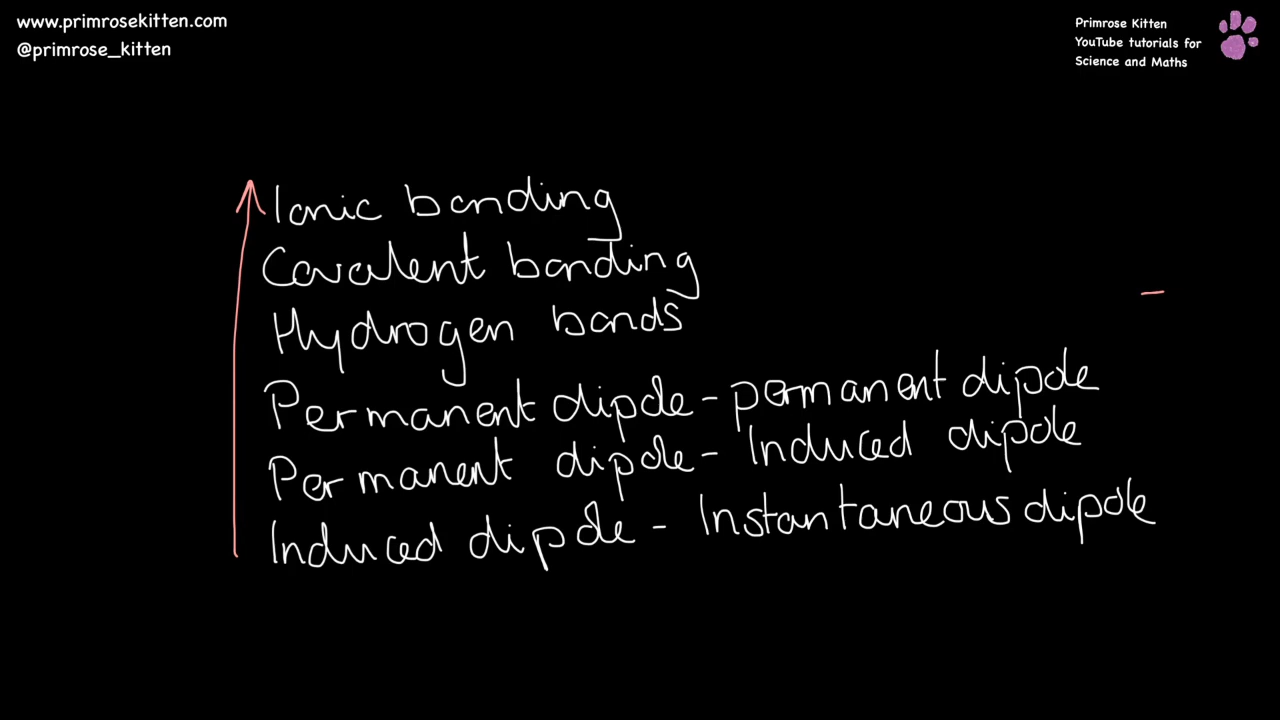 www.primrosekitten.com
@primrose_kitten
Primrose Kitten
YouTube tutorials for
Science and Maths
Ionic bonding
Covalent bonding
Hydrogen bonds
Permanent dipole - permanent dipole
Permanent dipole - Induced dipole
Induced dipole - Instantaneous dipole